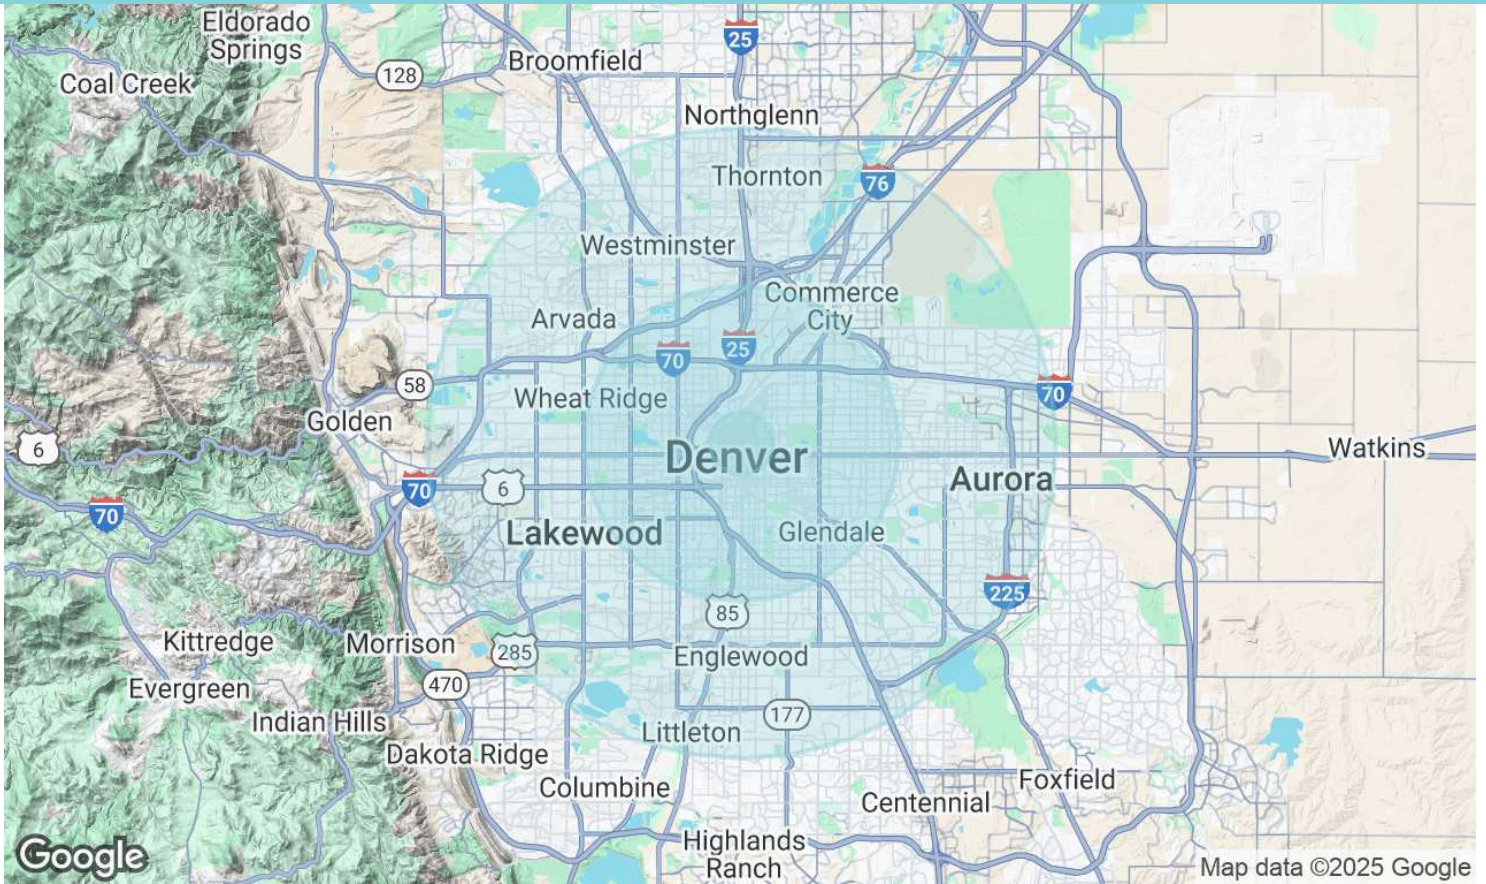 Eldorado
Springs
25
Broomfield
128
Coal Creek
Northglenn
Thornton
76
Westminster
Commerce
City
Arvada
70
25
58
Wheat Ridge
70
Golden
6
Denver
Watkins
Aurora
70
6
70
Lakewood
Glendale
225
85
Kittredge
Morrison
285
Englewood
Evergreen
470
Indian Hills
177
Littleton
Dakota Ridge
Columbine
Foxfield
Centennial
Highlands
Ranch
Google
Map data ©2025 Google